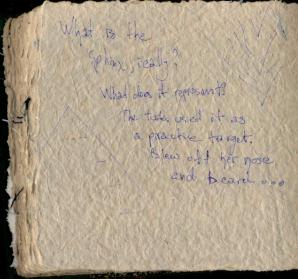 What is the
Sphinx, really?
What does it represent?
The turks used it as
a practice target.
Blew off her nose
and beard...